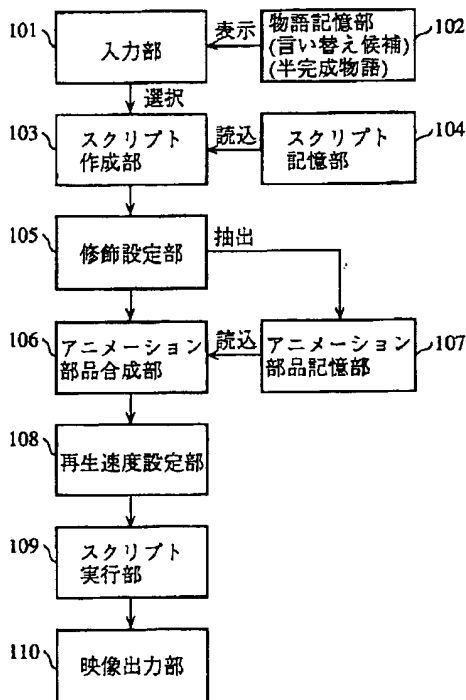 101
入力部
表示
物語記憶部
(言い替え候補)
(半完成物語)
102
選択
103
スクリプト
作成部
読込
スクリプト
記憶部
104
105
修飾設定部
抽出
106
アニメーション
部品合成部
読込
アニメーション
部品記憶部
107
108
再生速度設定部
109
スクリプト
実行部
110
映像出力部